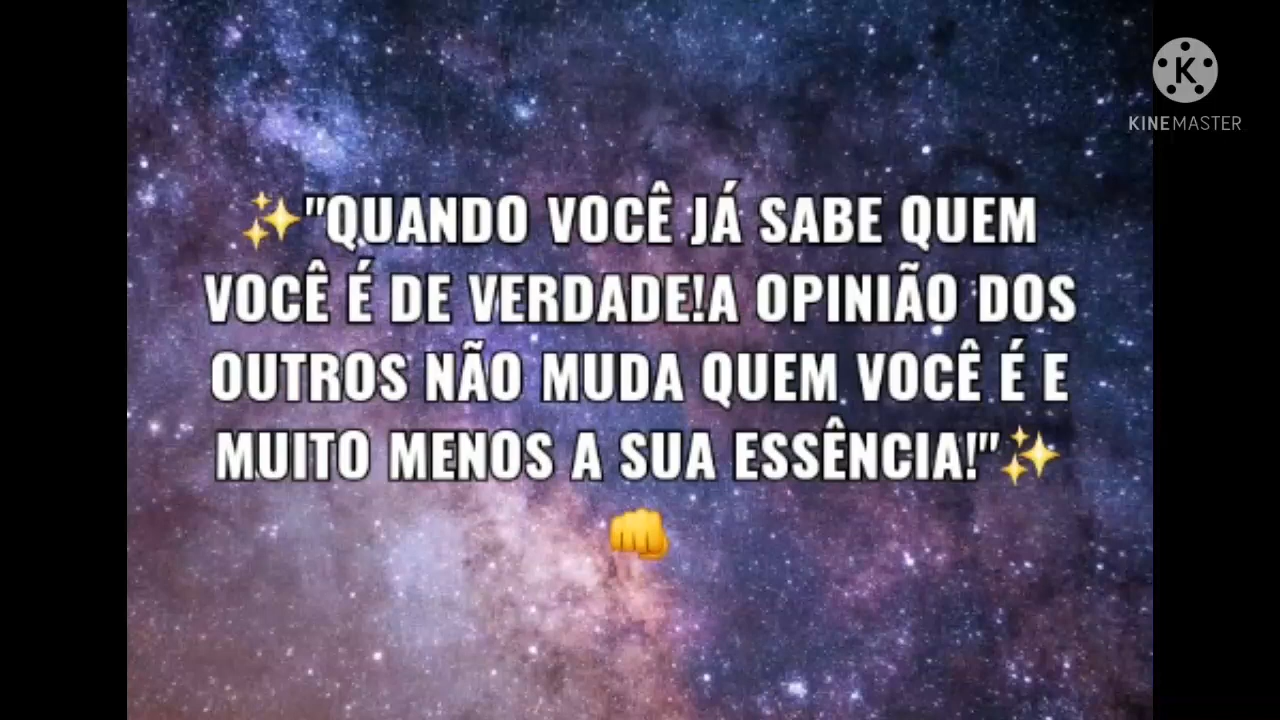 KINEMASTER
✨"QUANDO VOCÊ JÁ SABE QUEM
VOCÊ É DE VERDADE!A OPINIÃO DOS
OUTROS NÃO MUDA QUEM VOCÊ É E
MUITO MENOS A SUA ESSÊNCIA!"✨
👊